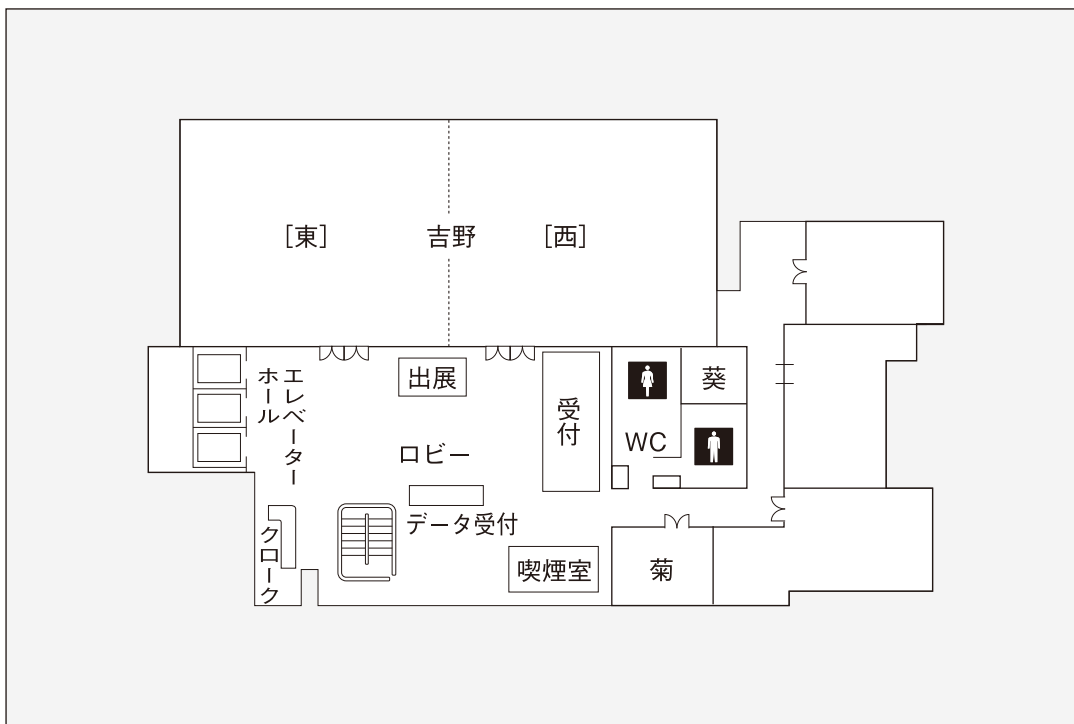 [東]
吉野
[西]
エレベーター
ホール
出展
受付
葵
WC
ロビー
データ受付
クローク
喫煙室
菊